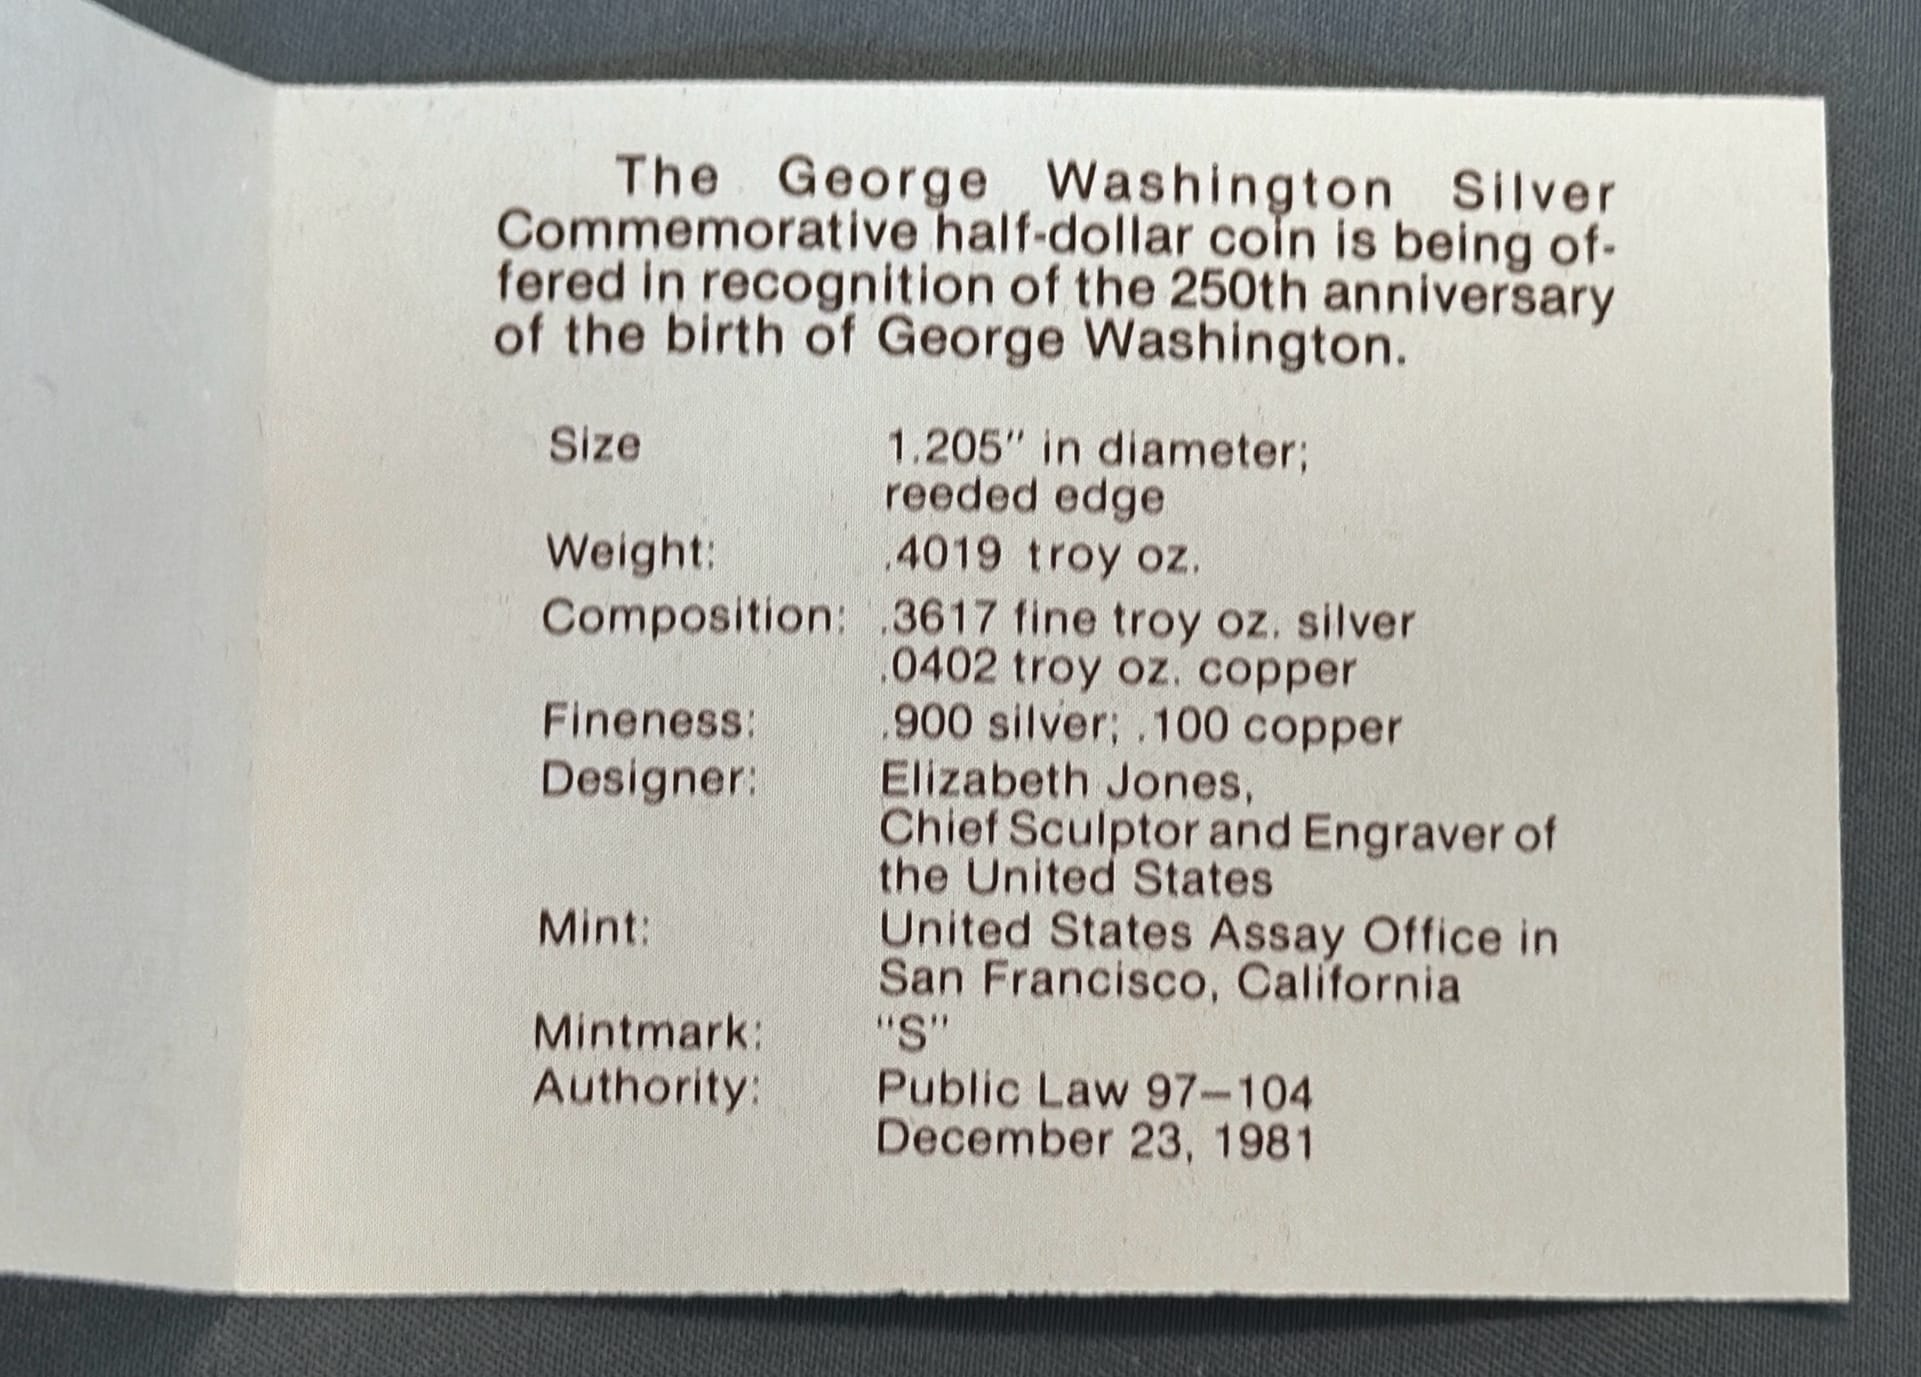 The George Washington Silver
Commemorative half-dollar coin is being of-
fered in recognition of the 250th anniversary
of the birth of George Washington.
Size 1.205" in diameter;
reeded edge
Weight: .4019 troy oz.
Composition: .3617 fine troy oz. silver
.0402 troy oz. copper
Fineness: .900 silver; .100 copper
Designer: Elizabeth Jones,
Chief Sculptor and Engraver of
the United States
Mint: United States Assay Office in
San Francisco, California
Mintmark: "S"
Authority: Public Law 97–104
December 23, 1981